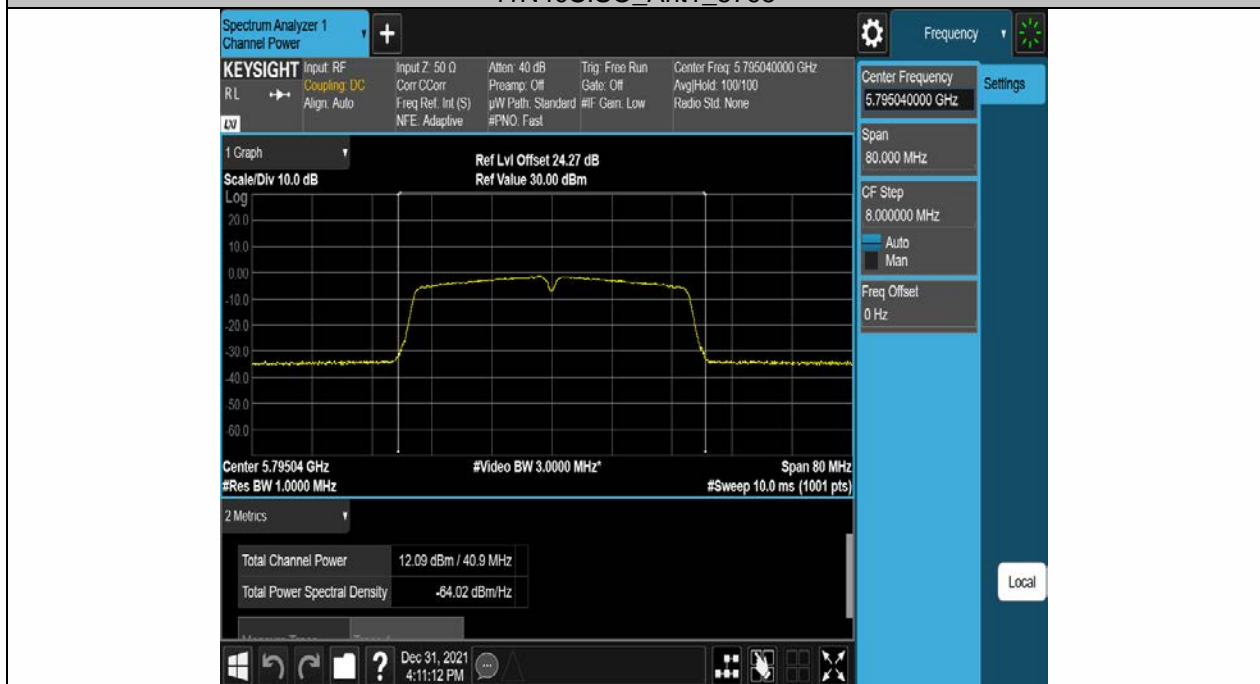 Spectrum Analyzer 1
Channel Power
+
Frequency
KEYSIGHT
RL
LXI
Input: RF
Coupling: DC
Align: Auto
Input Z: 50 Ω
Corr CCorr
Freq Ref: Int (S)
NFE: Adaptive
Atten: 40 dB
Preamp: Off
µW Path: Standard
#PNO: Fast
Trig: Free Run
Gate: Off
#IF Gain: Low
Center Freq: 5.795040000 GHz
Avg|Hold: 100/100
Radio Std: None
Center Frequency
5.795040000 GHz
Settings
Span
80.000 MHz
CF Step
8.000000 MHz
Auto
Man
Freq Offset
0 Hz
1 Graph
Scale/Div 10.0 dB
Ref Lvl Offset 24.27 dB
Ref Value 30.00 dBm
Log
20.0
10.0
0.00
-10.0
-20.0
-30.0
-40.0
-50.0
-60.0
Center 5.79504 GHz
#Res BW 1.0000 MHz
#Video BW 3.0000 MHz*
Span 80 MHz
#Sweep 10.0 ms (1001 pts)
2 Metrics
Total Channel Power 12.09 dBm / 40.9 MHz
Total Power Spectral Density -64.02 dBm/Hz
Local
?
Dec 31, 2021
4:11:12 PM